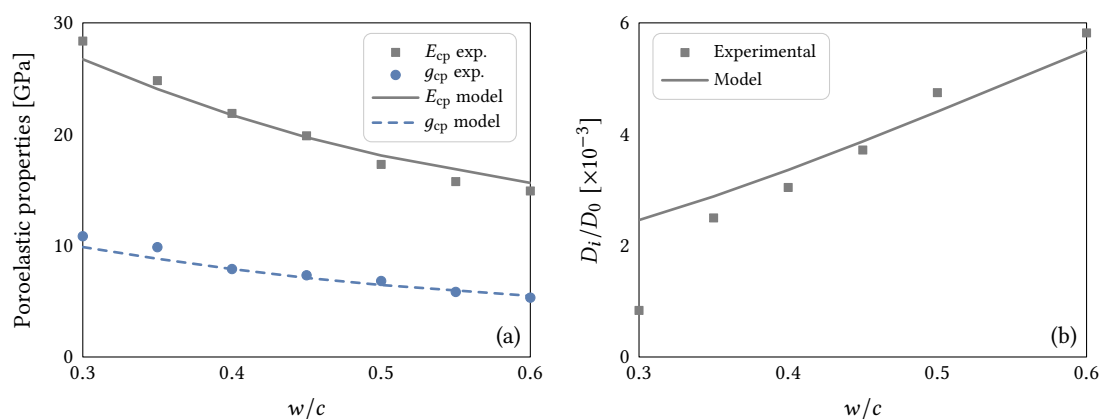 30
20
10
0
Poroelastic properties [GPa]
E_cp exp.
g_cp exp.
E_cp model
g_cp model
(a)
0.3 0.4 0.5 0.6
w/c
6
4
2
0
D_i/D_0 [×10^−3]
Experimental
Model
(b)
0.3 0.4 0.5 0.6
w/c